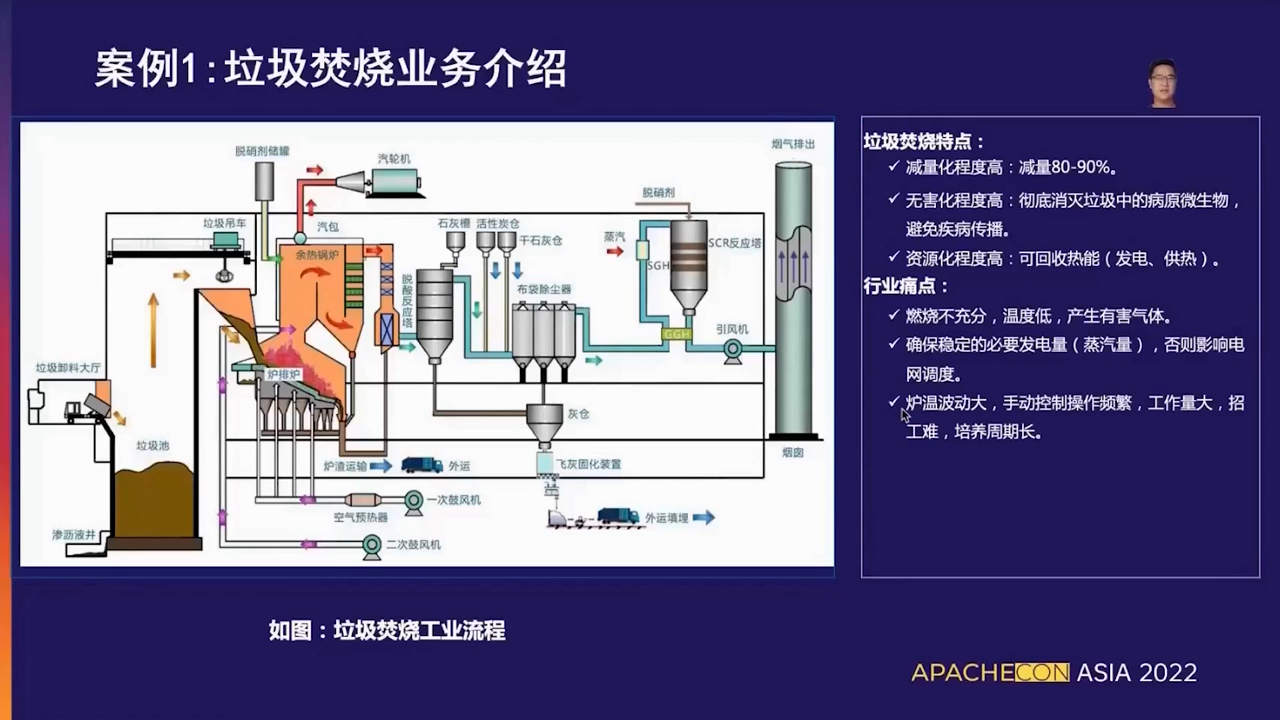 案例1:垃圾焚烧业务介绍
脱硝剂储罐
汽轮机
烟气排出
脱硝剂
垃圾吊车
汽包
石灰槽
活性炭仓
干石灰仓
蒸汽
SCR反应塔
余热锅炉
SGH
脱酸反应塔
布袋除尘器
GGH
引风机
垃圾卸料大厅
炉排炉
灰仓
垃圾池
烟囱
炉渣运输
外运
飞灰固化装置
一次鼓风机
空气预热器
外运填埋
渗沥液井
二次鼓风机
垃圾焚烧特点：
✓ 减量化程度高：减量80-90%。
✓ 无害化程度高：彻底消灭垃圾中的病原微生物，
避免疾病传播。
✓ 资源化程度高：可回收热能（发电、供热）。
行业痛点：
✓ 燃烧不充分，温度低，产生有害气体。
✓ 确保稳定的必要发电量（蒸汽量），否则影响电
网调度。
✓ 炉温波动大，手动控制操作频繁，工作量大，招
工难，培养周期长。
如图：垃圾焚烧工业流程
APACHECON ASIA 2022